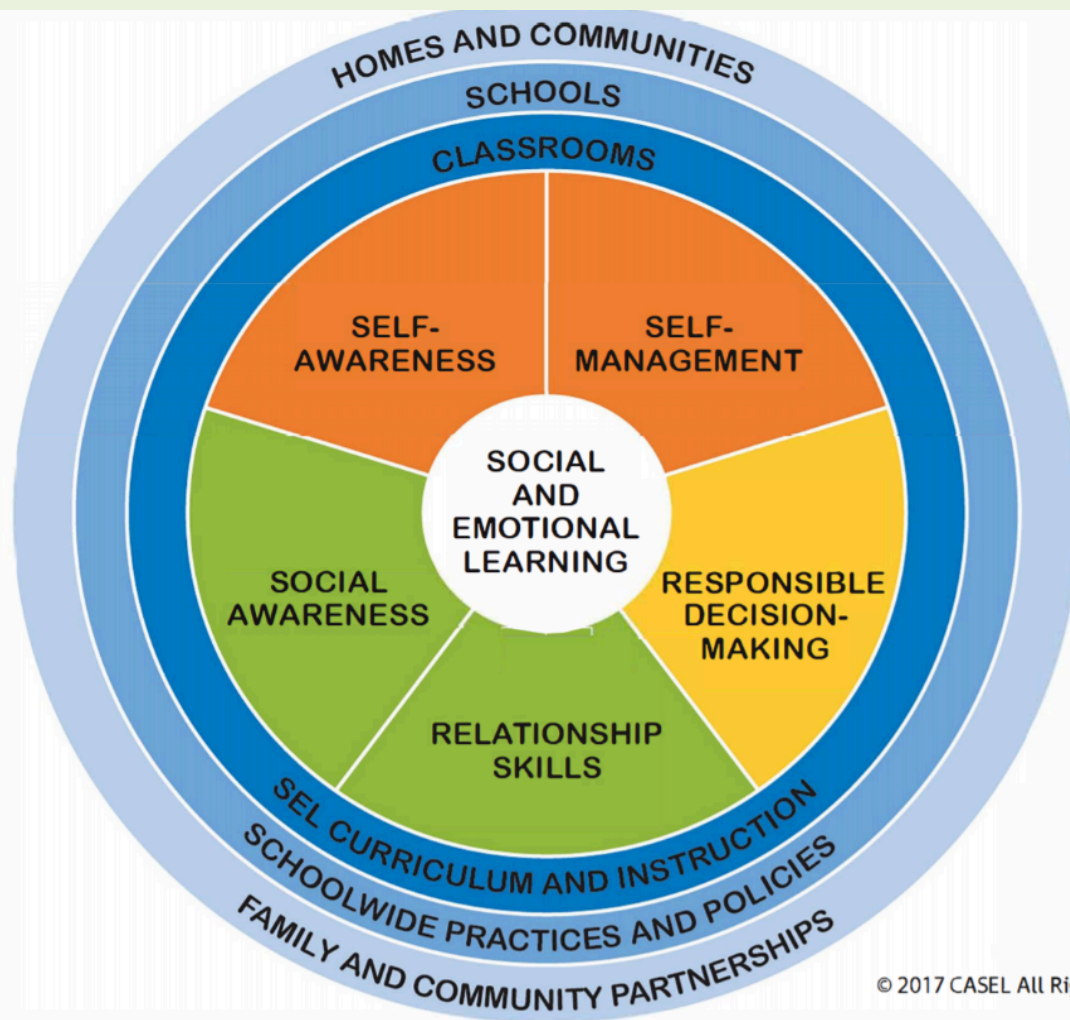 HOMES AND COMMUNITIES
SCHOOLS
CLASSROOMS
SELF-
AWARENESS
SELF-
MANAGEMENT
SOCIAL
AND
EMOTIONAL
LEARNING
SOCIAL
AWARENESS
RESPONSIBLE
DECISION-
MAKING
RELATIONSHIP
SKILLS
SEL CURRICULUM AND INSTRUCTION
SCHOOLWIDE PRACTICES AND POLICIES
FAMILY AND COMMUNITY PARTNERSHIPS
© 2017 CASEL All